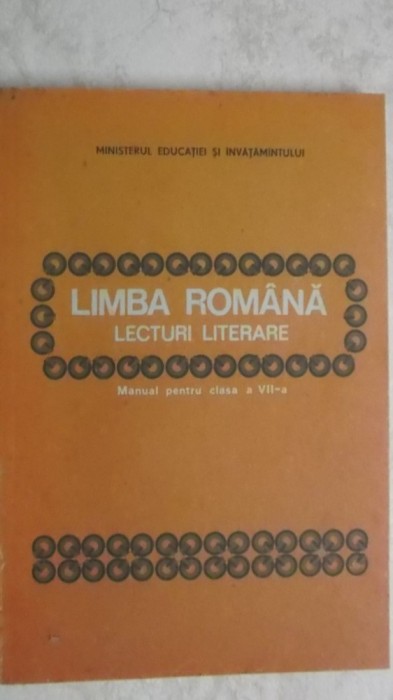 MINISTERUL EDUCAȚIEI ȘI ÎNVĂȚĂMÎNTULUI
LIMBA ROMÂNĂ
LECTURI LITERARE
Manual pentru clasa a VII-a